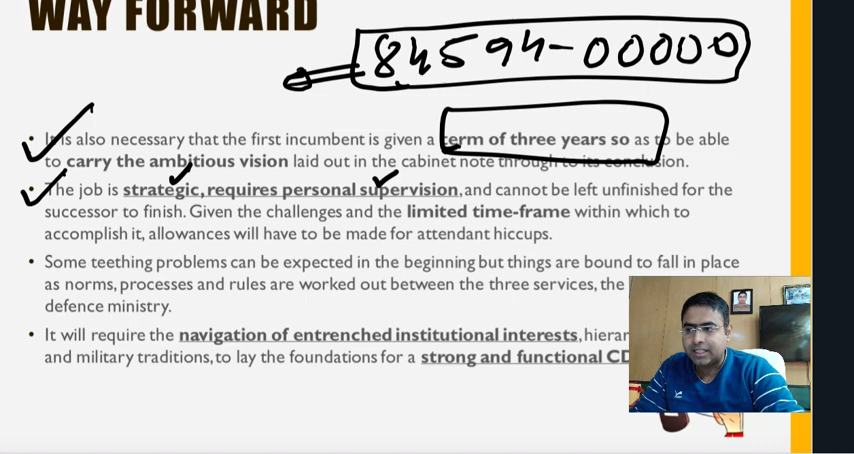 WAY FORWARD
84594-00000
• It is also necessary that the first incumbent is given a term of three years so as to be able
to carry the ambitious vision laid out in the cabinet note through to its conclusion.
• The job is strategic, requires personal supervision, and cannot be left unfinished for the
successor to finish. Given the challenges and the limited time-frame within which to
accomplish it, allowances will have to be made for attendant hiccups.
• Some teething problems can be expected in the beginning but things are bound to fall in place
as norms, processes and rules are worked out between the three services, the
defence ministry.
• It will require the navigation of entrenched institutional interests,
and military traditions, to lay the foundations for a strong and functional